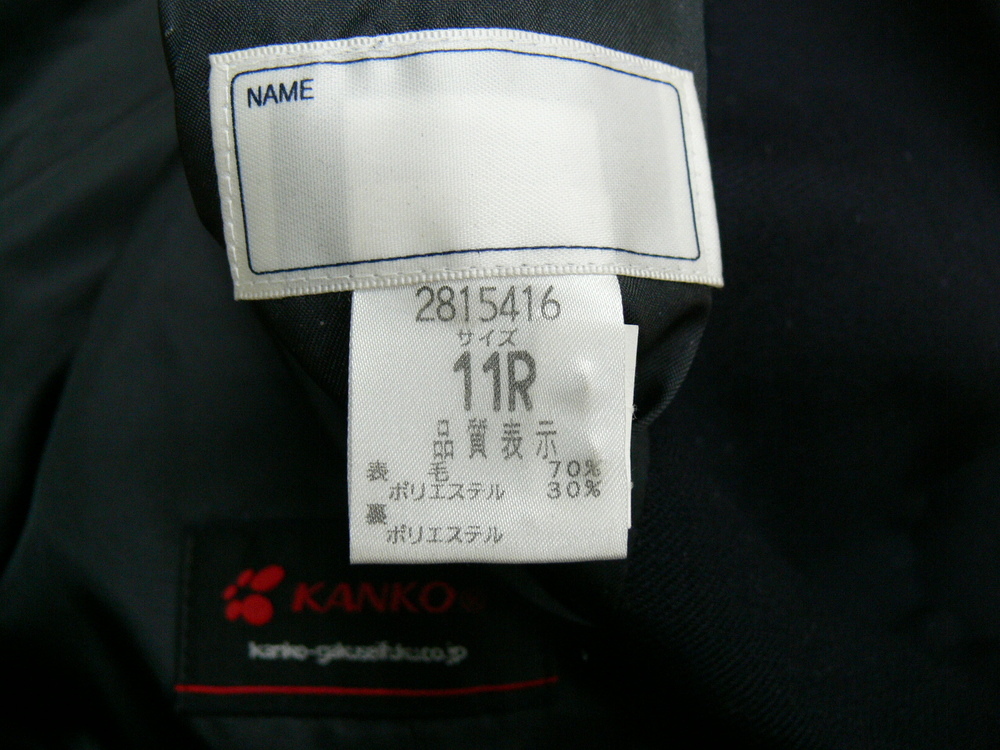 NAME
2815416
サイズ
11R
品質表示
表 毛 70%
ポリエステル 30%
裏
ポリエステル
KANKO®
kanko-gakuseifuku.co.jp